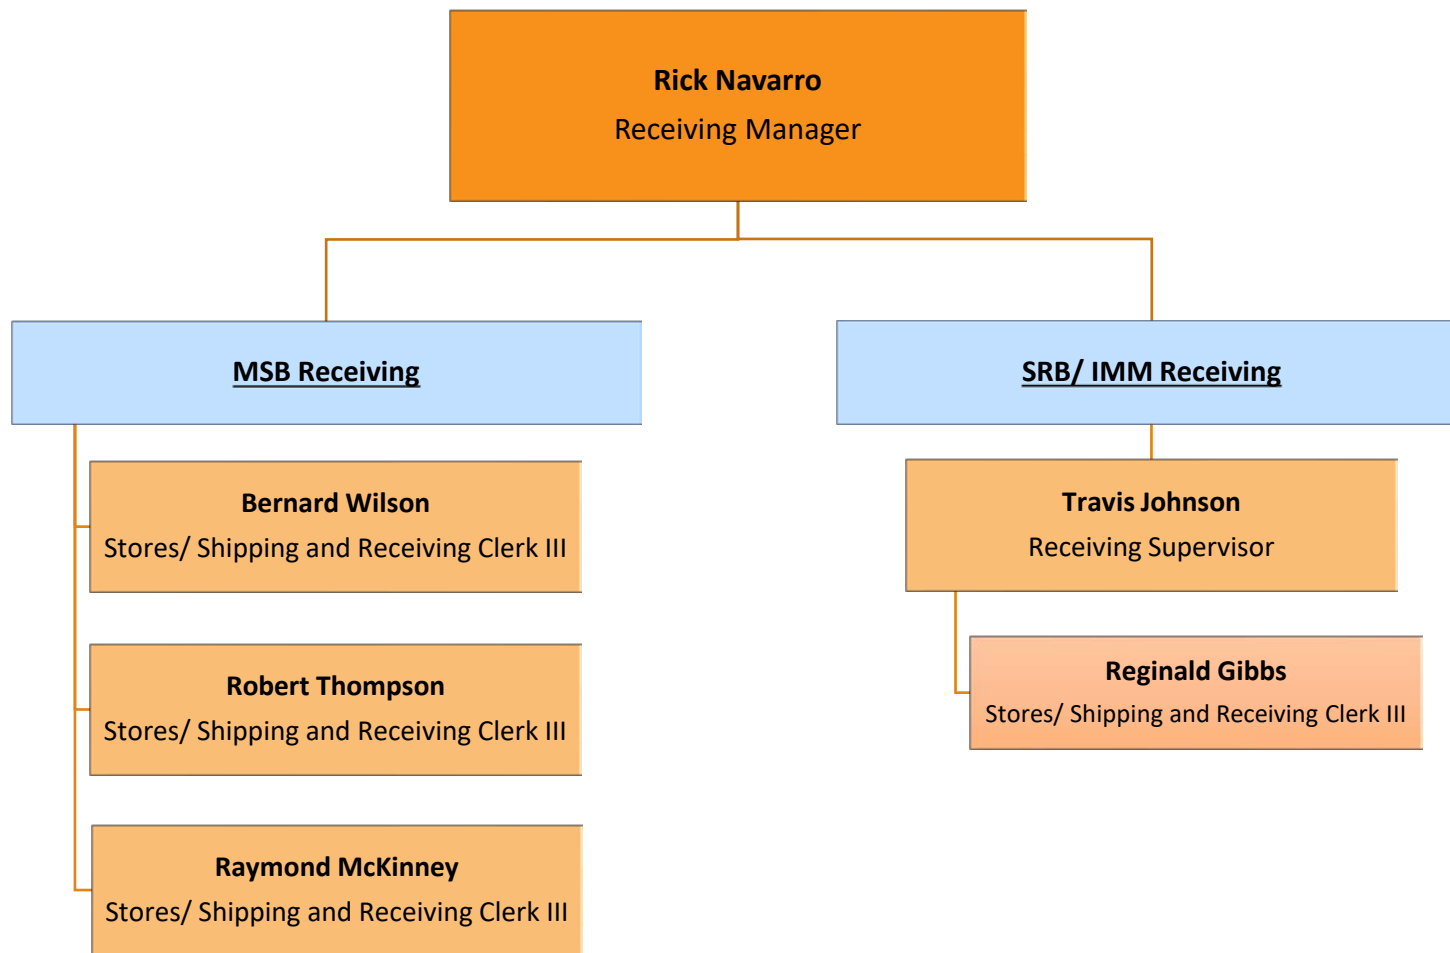 Rick Navarro
Receiving Manager
MSB Receiving
Bernard Wilson
Stores/ Shipping and Receiving Clerk III
Robert Thompson
Stores/ Shipping and Receiving Clerk III
Raymond McKinney
Stores/ Shipping and Receiving Clerk III
SRB/ IMM Receiving
Travis Johnson
Receiving Supervisor
Reginald Gibbs
Stores/ Shipping and Receiving Clerk III